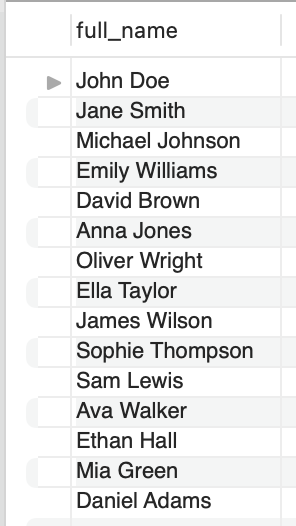 full_name
John Doe
Jane Smith
Michael Johnson
Emily Williams
David Brown
Anna Jones
Oliver Wright
Ella Taylor
James Wilson
Sophie Thompson
Sam Lewis
Ava Walker
Ethan Hall
Mia Green
Daniel Adams